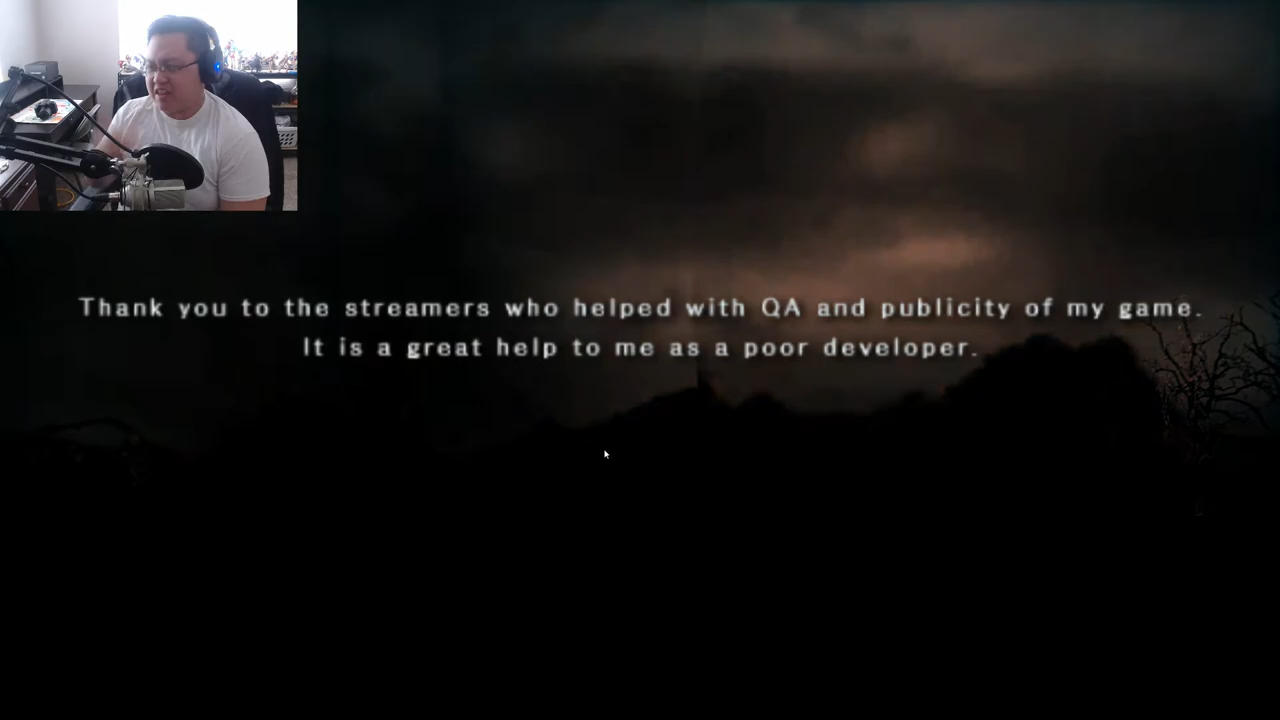 Thank you to the streamers who helped with QA and publicity of my game.
It is a great help to me as a poor developer.